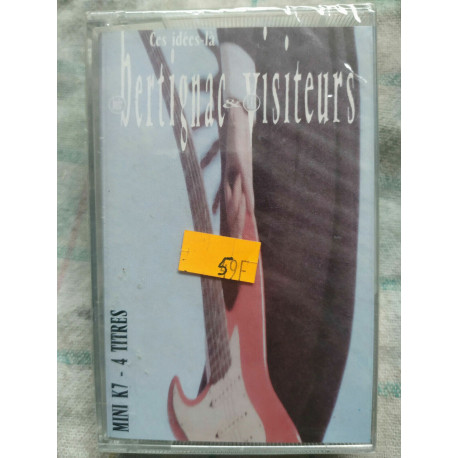 Ces idées-là
bertignac & visiteurs
59F
MINI K7 - 4 TITRES